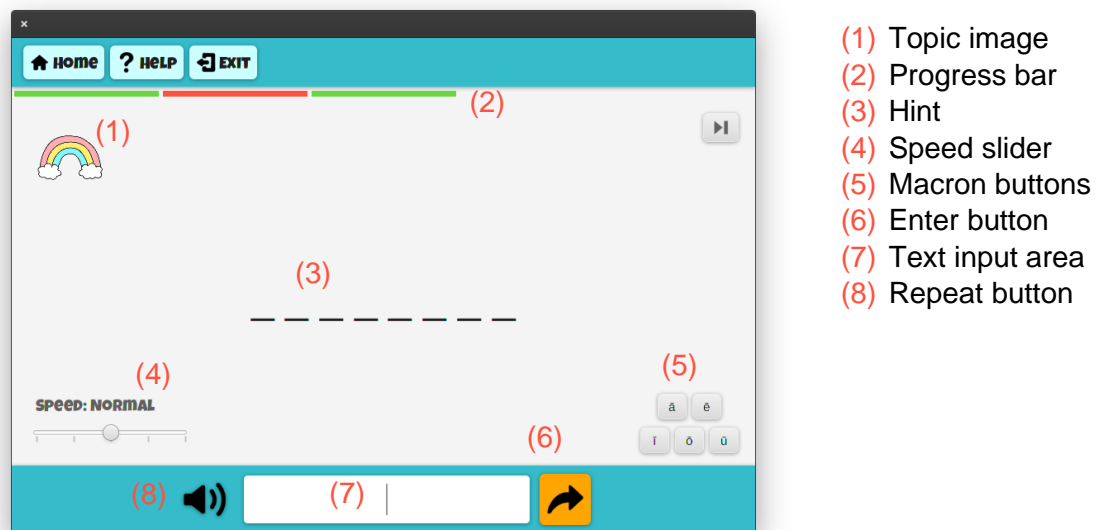 ×
Home ? Help Exit
(2)
(1)
(3)
(4)
(5)
Speed: Normal
ā ē
ī ō ū
(6)
(8)
(7)
(1) Topic image
(2) Progress bar
(3) Hint
(4) Speed slider
(5) Macron buttons
(6) Enter button
(7) Text input area
(8) Repeat button